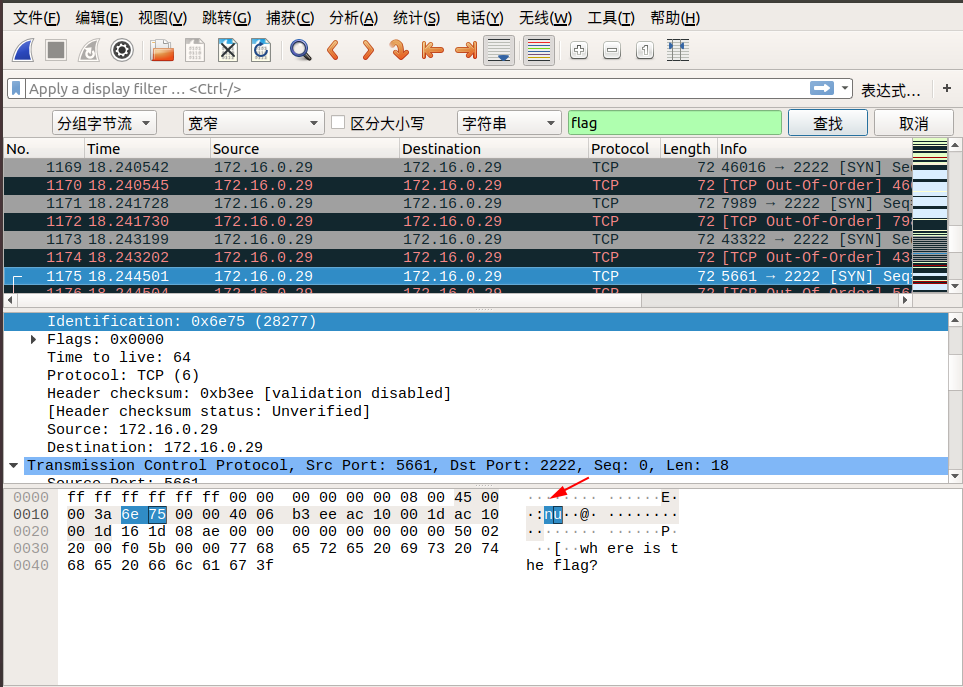 文件(F) 编辑(E) 视图(V) 跳转(G) 捕获(C) 分析(A) 统计(S) 电话(Y) 无线(W) 工具(T) 帮助(H)
Apply a display filter … <Ctrl-/> 表达式… +
分组字节流 宽窄 区分大小写 字符串 flag 查找 取消
No. Time Source Destination Protocol Length Info
1169 18.240542 172.16.0.29 172.16.0.29 TCP 72 46016 → 2222 [SYN] Se
1170 18.240545 172.16.0.29 172.16.0.29 TCP 72 [TCP Out-Of-Order] 46
1171 18.241728 172.16.0.29 172.16.0.29 TCP 72 7989 → 2222 [SYN] Seq
1172 18.241730 172.16.0.29 172.16.0.29 TCP 72 [TCP Out-Of-Order] 79
1173 18.243199 172.16.0.29 172.16.0.29 TCP 72 43322 → 2222 [SYN] Se
1174 18.243202 172.16.0.29 172.16.0.29 TCP 72 [TCP Out-Of-Order] 43
1175 18.244501 172.16.0.29 172.16.0.29 TCP 72 5661 → 2222 [SYN] Seq
1176 18.244504 172.16.0.29 172.16.0.29 TCP 72 [TCP Out-Of-Order] 56
Identification: 0x6e75 (28277)
Flags: 0x0000
Time to live: 64
Protocol: TCP (6)
Header checksum: 0xb3ee [validation disabled]
[Header checksum status: Unverified]
Source: 172.16.0.29
Destination: 172.16.0.29
Transmission Control Protocol, Src Port: 5661, Dst Port: 2222, Seq: 0, Len: 18
Source Port: 5661
0000 ff ff ff ff ff ff 00 00 00 00 00 00 08 00 45 00 ········ ······E·
0010 00 3a 6e 75 00 00 40 06 b3 ee ac 10 00 1d ac 10 ·:nu··@· ········
0020 00 1d 16 1d 08 ae 00 00 00 00 00 00 00 00 50 02 ········ ······P·
0030 20 00 f0 5b 00 00 77 68 65 72 65 20 69 73 20 74 ··[··wh ere is t
0040 68 65 20 66 6c 61 67 3f he flag?